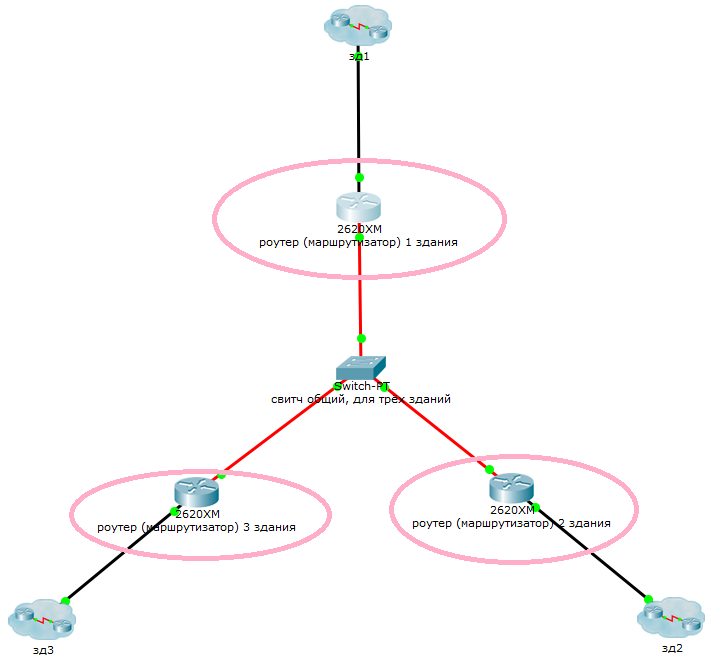 зд1
2620XM
роутер (маршрутизатор) 1 здания
Switch-PT
свитч общий, для трех зданий
2620XM
роутер (маршрутизатор) 3 здания
2620XM
роутер (маршрутизатор) 2 здания
зд3
зд2